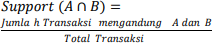 Support (A ∩ B) =
Jumla h Transaksi mengandung A dan B
Total Transaksi